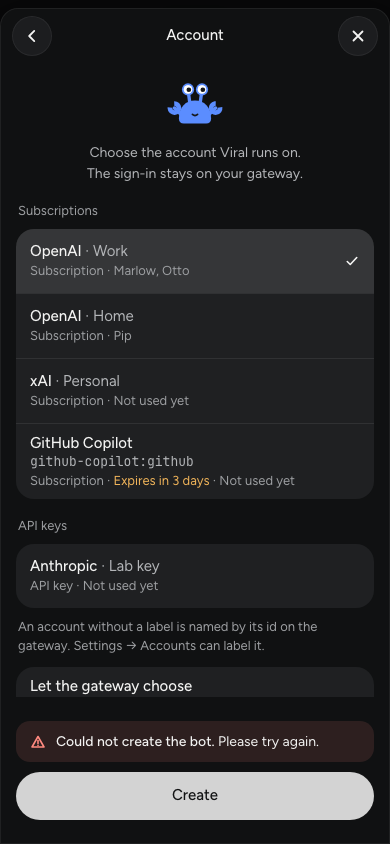 Account
Choose the account Viral runs on.
The sign-in stays on your gateway.
Subscriptions
OpenAI · Work
Subscription · Marlow, Otto
OpenAI · Home
Subscription · Pip
xAI · Personal
Subscription · Not used yet
GitHub Copilot
github-copilot:github
Subscription · Expires in 3 days · Not used yet
API keys
Anthropic · Lab key
API key · Not used yet
An account without a label is named by its id on the
gateway. Settings → Accounts can label it.
Let the gateway choose
Could not create the bot. Please try again.
Create